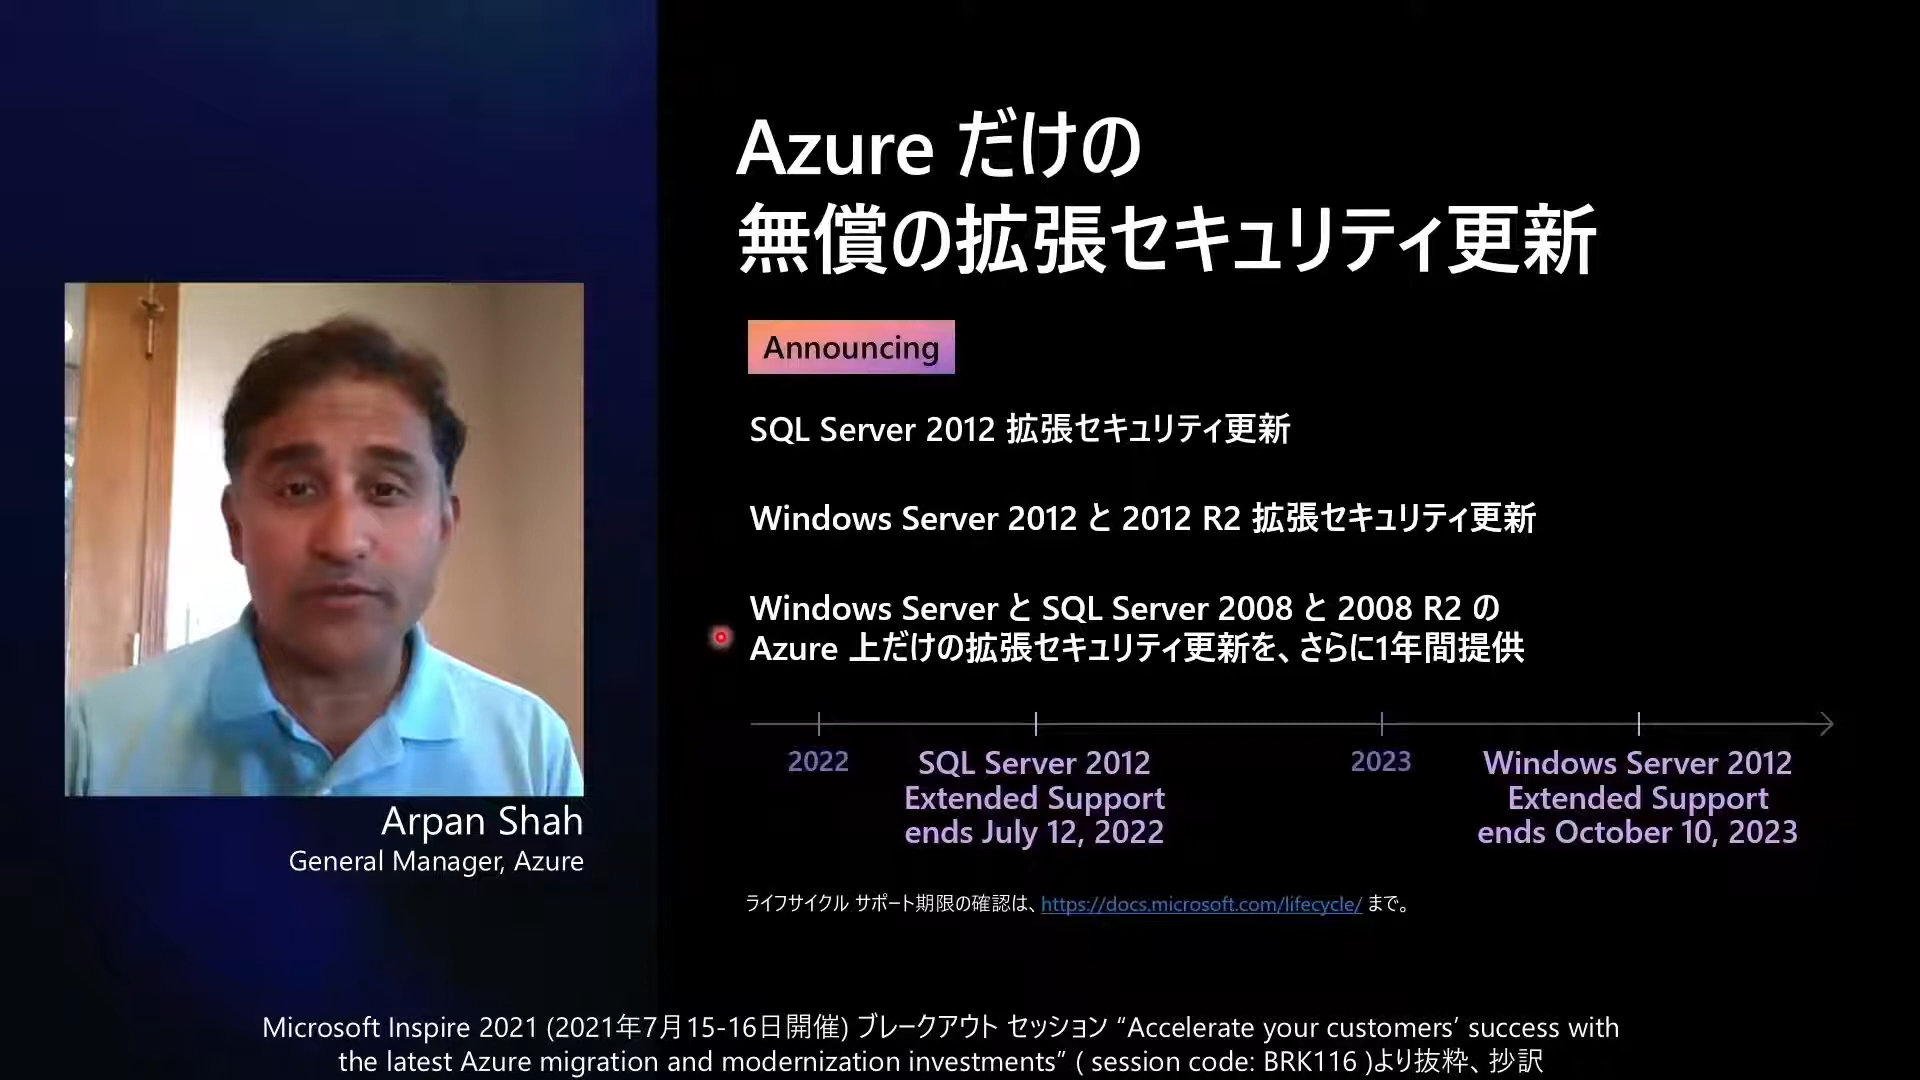 Azure だけの
無償の拡張セキュリティ更新
Announcing
SQL Server 2012 拡張セキュリティ更新
Windows Server 2012 と 2012 R2 拡張セキュリティ更新
Windows Server と SQL Server 2008 と 2008 R2 の
Azure 上だけの拡張セキュリティ更新を、さらに1年間提供
2022
SQL Server 2012
Extended Support
ends July 12, 2022
2023
Windows Server 2012
Extended Support
ends October 10, 2023
Arpan Shah
General Manager, Azure
ライフサイクル サポート期限の確認は、https://docs.microsoft.com/lifecycle/ まで。
Microsoft Inspire 2021 (2021年7月15-16日開催) ブレークアウト セッション “Accelerate your customers’ success with
the latest Azure migration and modernization investments” ( session code: BRK116 )より抜粋、抄訳